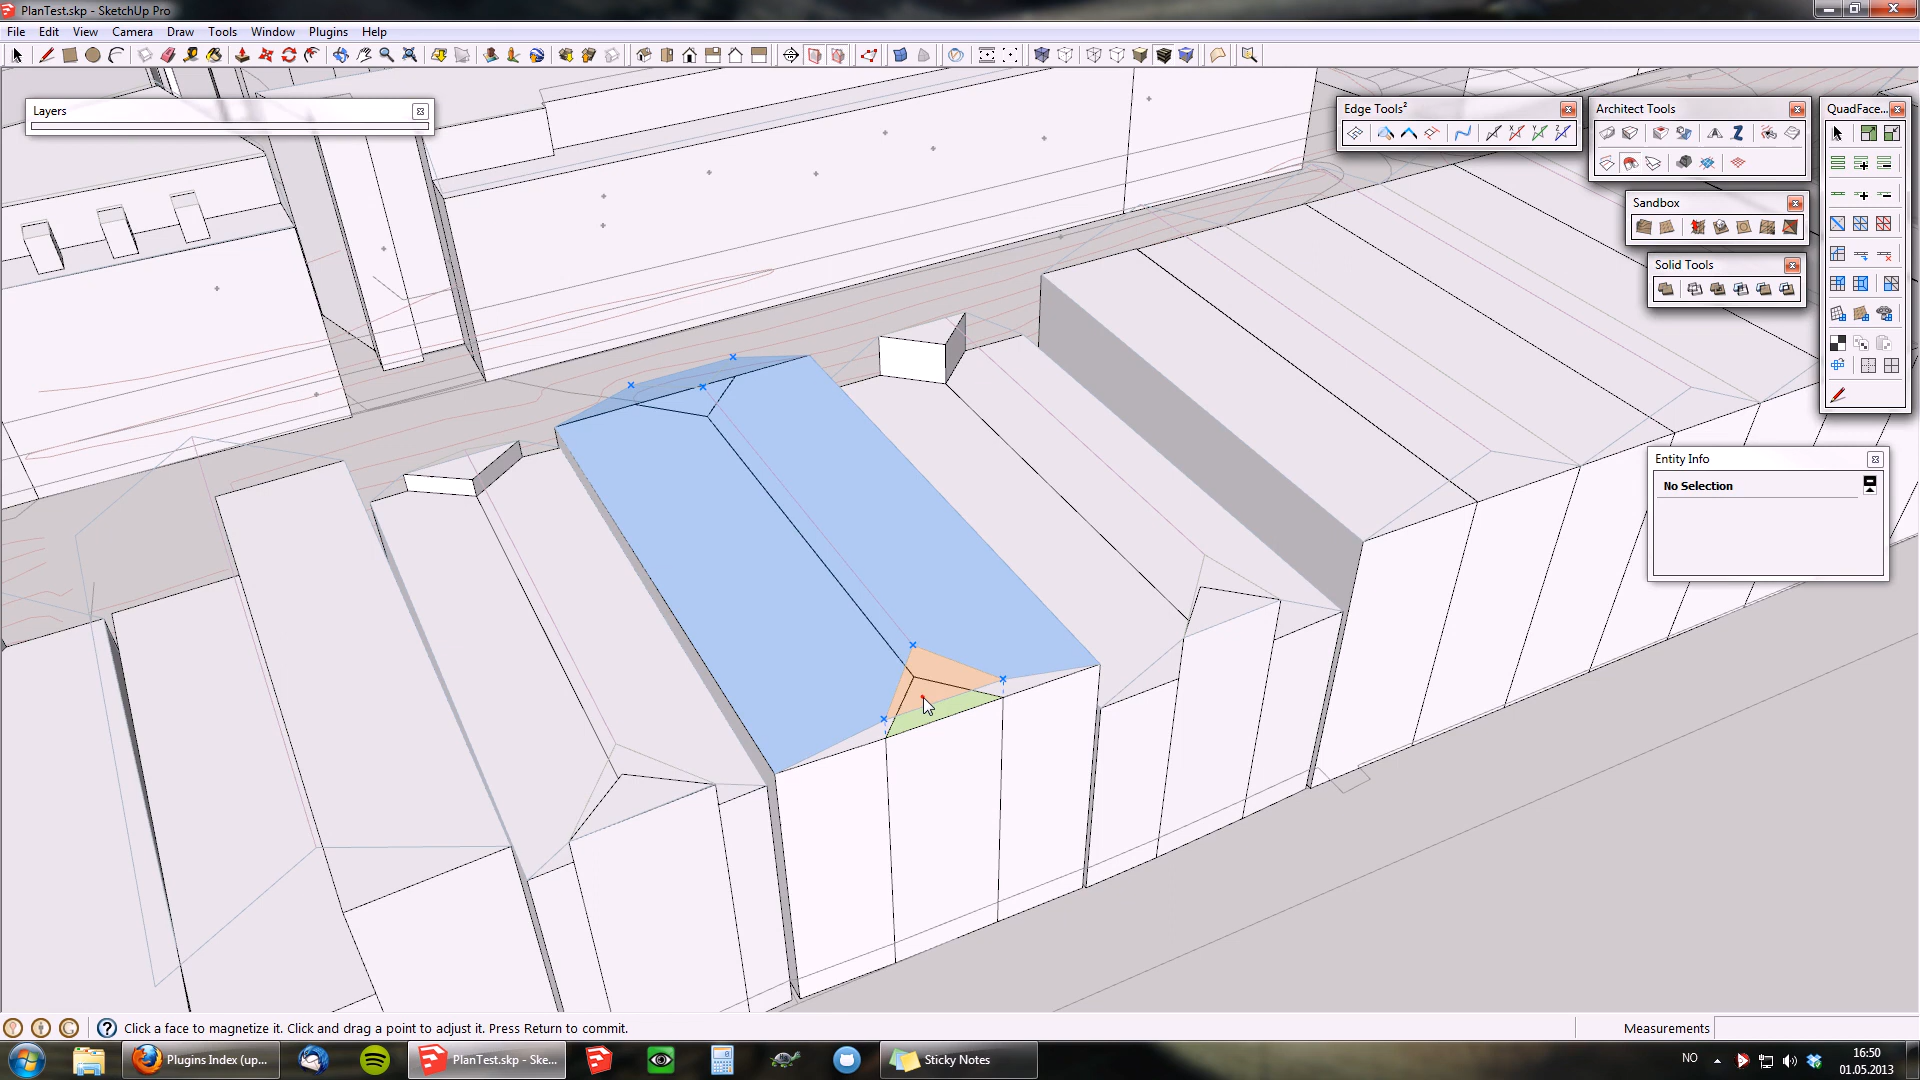 PlanTest.skp - SketchUp Pro
File Edit View Camera Draw Tools Window Plugins Help
Layers
Edge Tools²
Architect Tools
QuadFace...
Sandbox
Solid Tools
Entity Info
No Selection
Click a face to magnetize it. Click and drag a point to adjust it. Press Return to commit.
Measurements
Plugins Index (up...
PlanTest.skp - Ske...
Sticky Notes
NO
16:50
01.05.2013